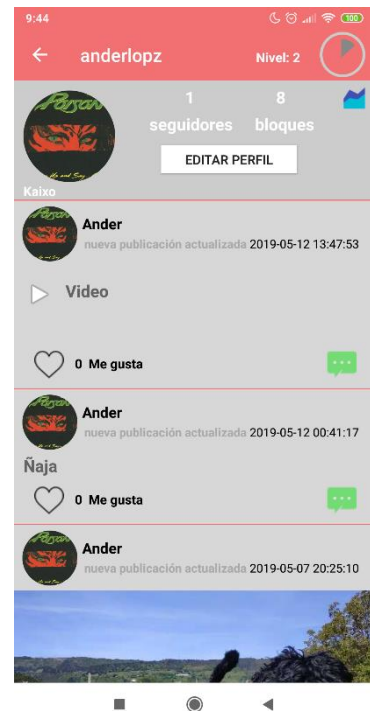 9:44
100
anderlopz
Nivel: 2
Poison
1
8
seguidores
bloques
EDITAR PERFIL
Kaixo
Ander
nueva publicación actualizada 2019-05-12 13:47:53
Video
0 Me gusta
Ander
nueva publicación actualizada 2019-05-12 00:41:17
Ñaja
0 Me gusta
Ander
nueva publicación actualizada 2019-05-07 20:25:10